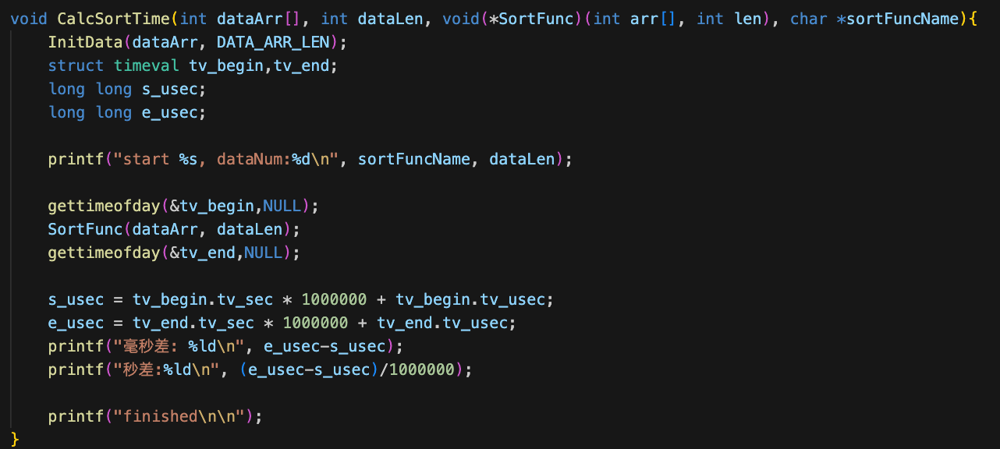 void CalcSortTime(int dataArr[], int dataLen, void(*SortFunc)(int arr[], int len), char *sortFuncName){
    InitData(dataArr, DATA_ARR_LEN);
    struct timeval tv_begin,tv_end;
    long long s_usec;
    long long e_usec;

    printf("start %s, dataNum:%d\n", sortFuncName, dataLen);

    gettimeofday(&tv_begin,NULL);
    SortFunc(dataArr, dataLen);
    gettimeofday(&tv_end,NULL);

    s_usec = tv_begin.tv_sec * 1000000 + tv_begin.tv_usec;
    e_usec = tv_end.tv_sec * 1000000 + tv_end.tv_usec;
    printf("毫秒差: %ld\n", e_usec-s_usec);
    printf("秒差:%ld\n", (e_usec-s_usec)/1000000);

    printf("finished\n\n");
}